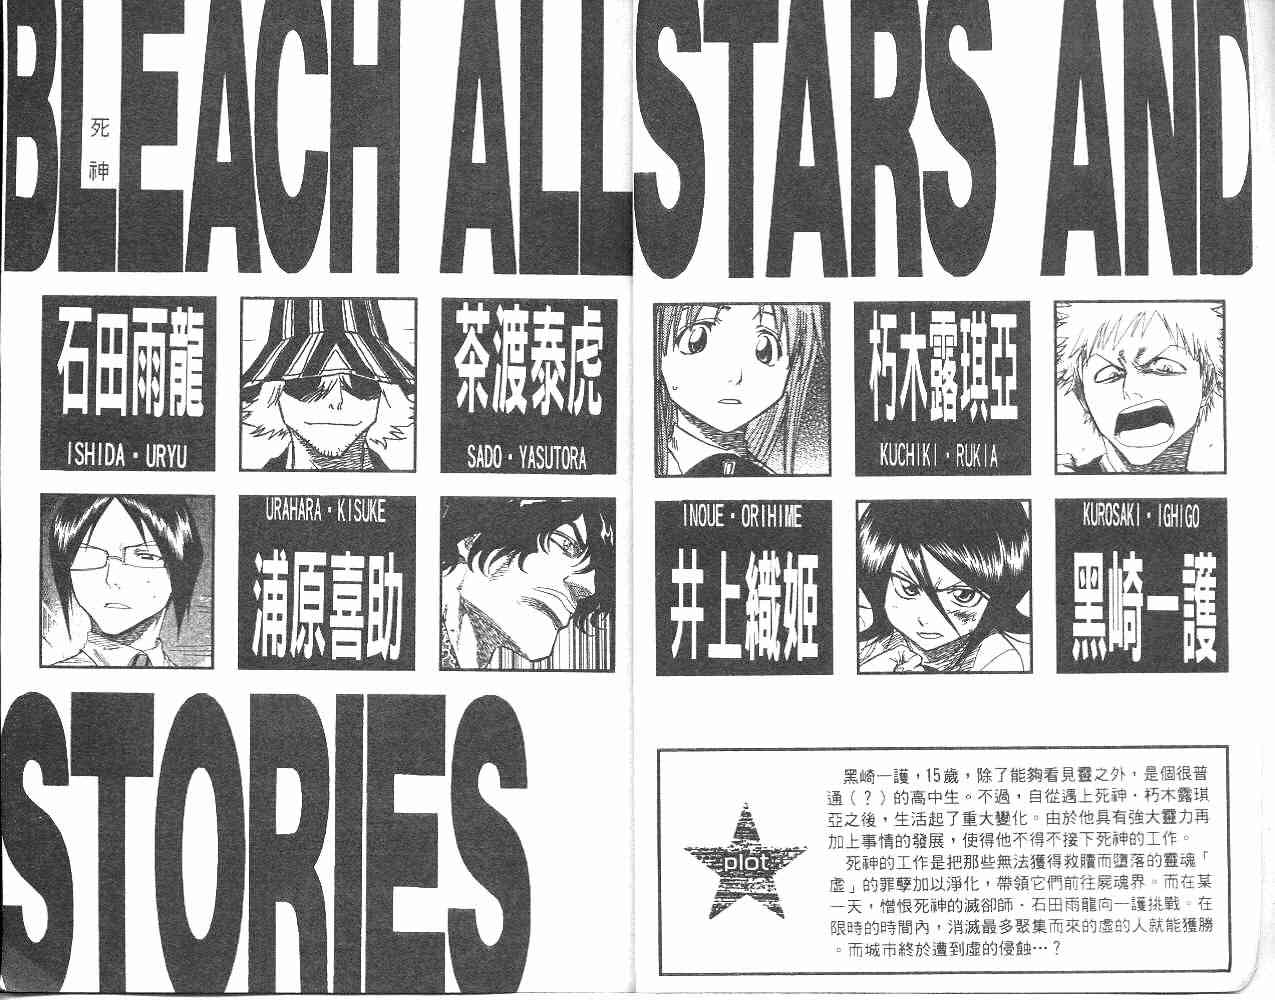 BLEACH ALL STARS AND
死神
石田雨龍
ISHIDA・URYU
茶渡泰虎
SADO・YASUTORA
朽木露琪亞
KUCHIKI・RUKIA
URAHARA・KISUKE
浦原喜助
INOUE・ORIHIME
井上織姬
KUROSAKI・IGHIGO
黑崎一護
STORIES
plot
黑崎一護，15歲，除了能夠看見靈之外，是個很普
通（？）的高中生。不過，自從遇上死神・朽木露琪
亞之後，生活起了重大變化。由於他具有強大靈力再
加上事情的發展，使得他不得不接下死神的工作。
死神的工作是把那些無法獲得救贖而墮落的靈魂「
虛」的罪孽加以淨化，帶領它們前往屍魂界。而在某
一天，憎恨死神的滅卻師・石田雨龍向一護挑戰。在
限時的時間內，消滅最多聚集而來的虛的人就能獲勝
。而城市終於遭到虛的侵蝕…？